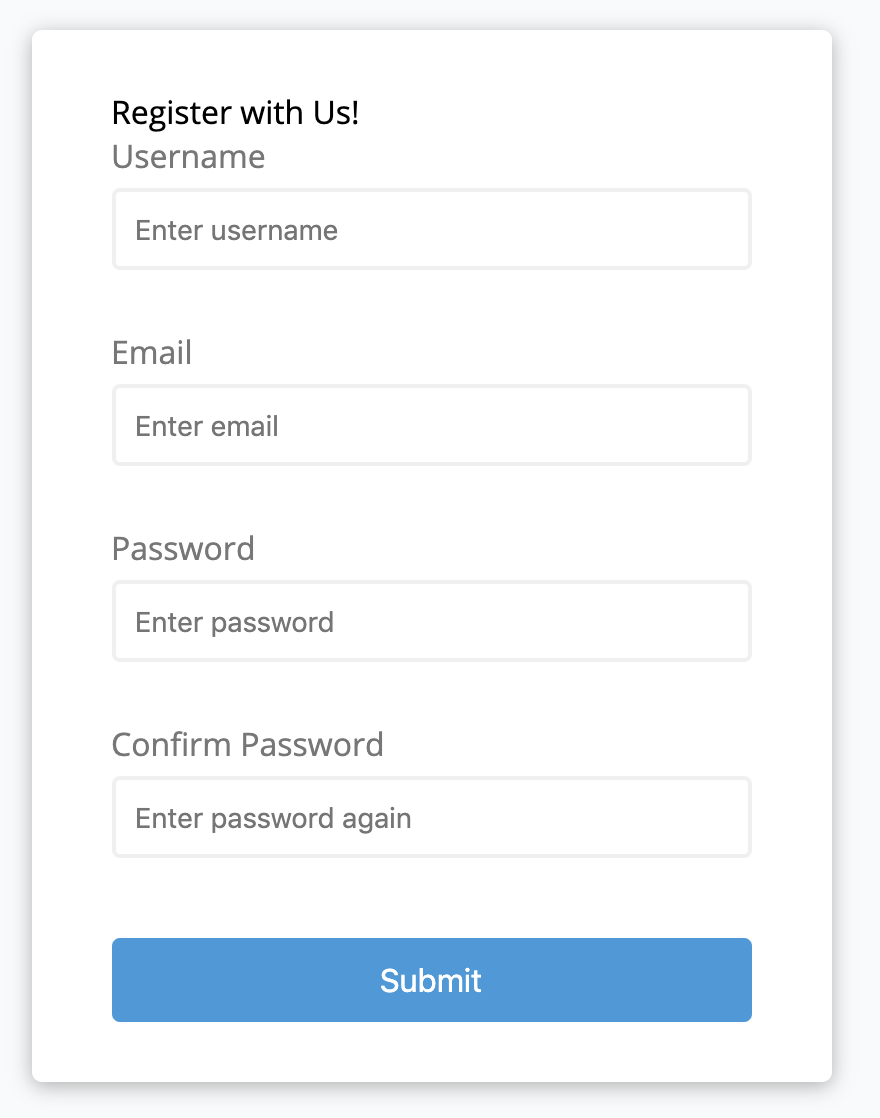 Register with Us!
Username
Enter username
Email
Enter email
Password
Enter password
Confirm Password
Enter password again
Submit